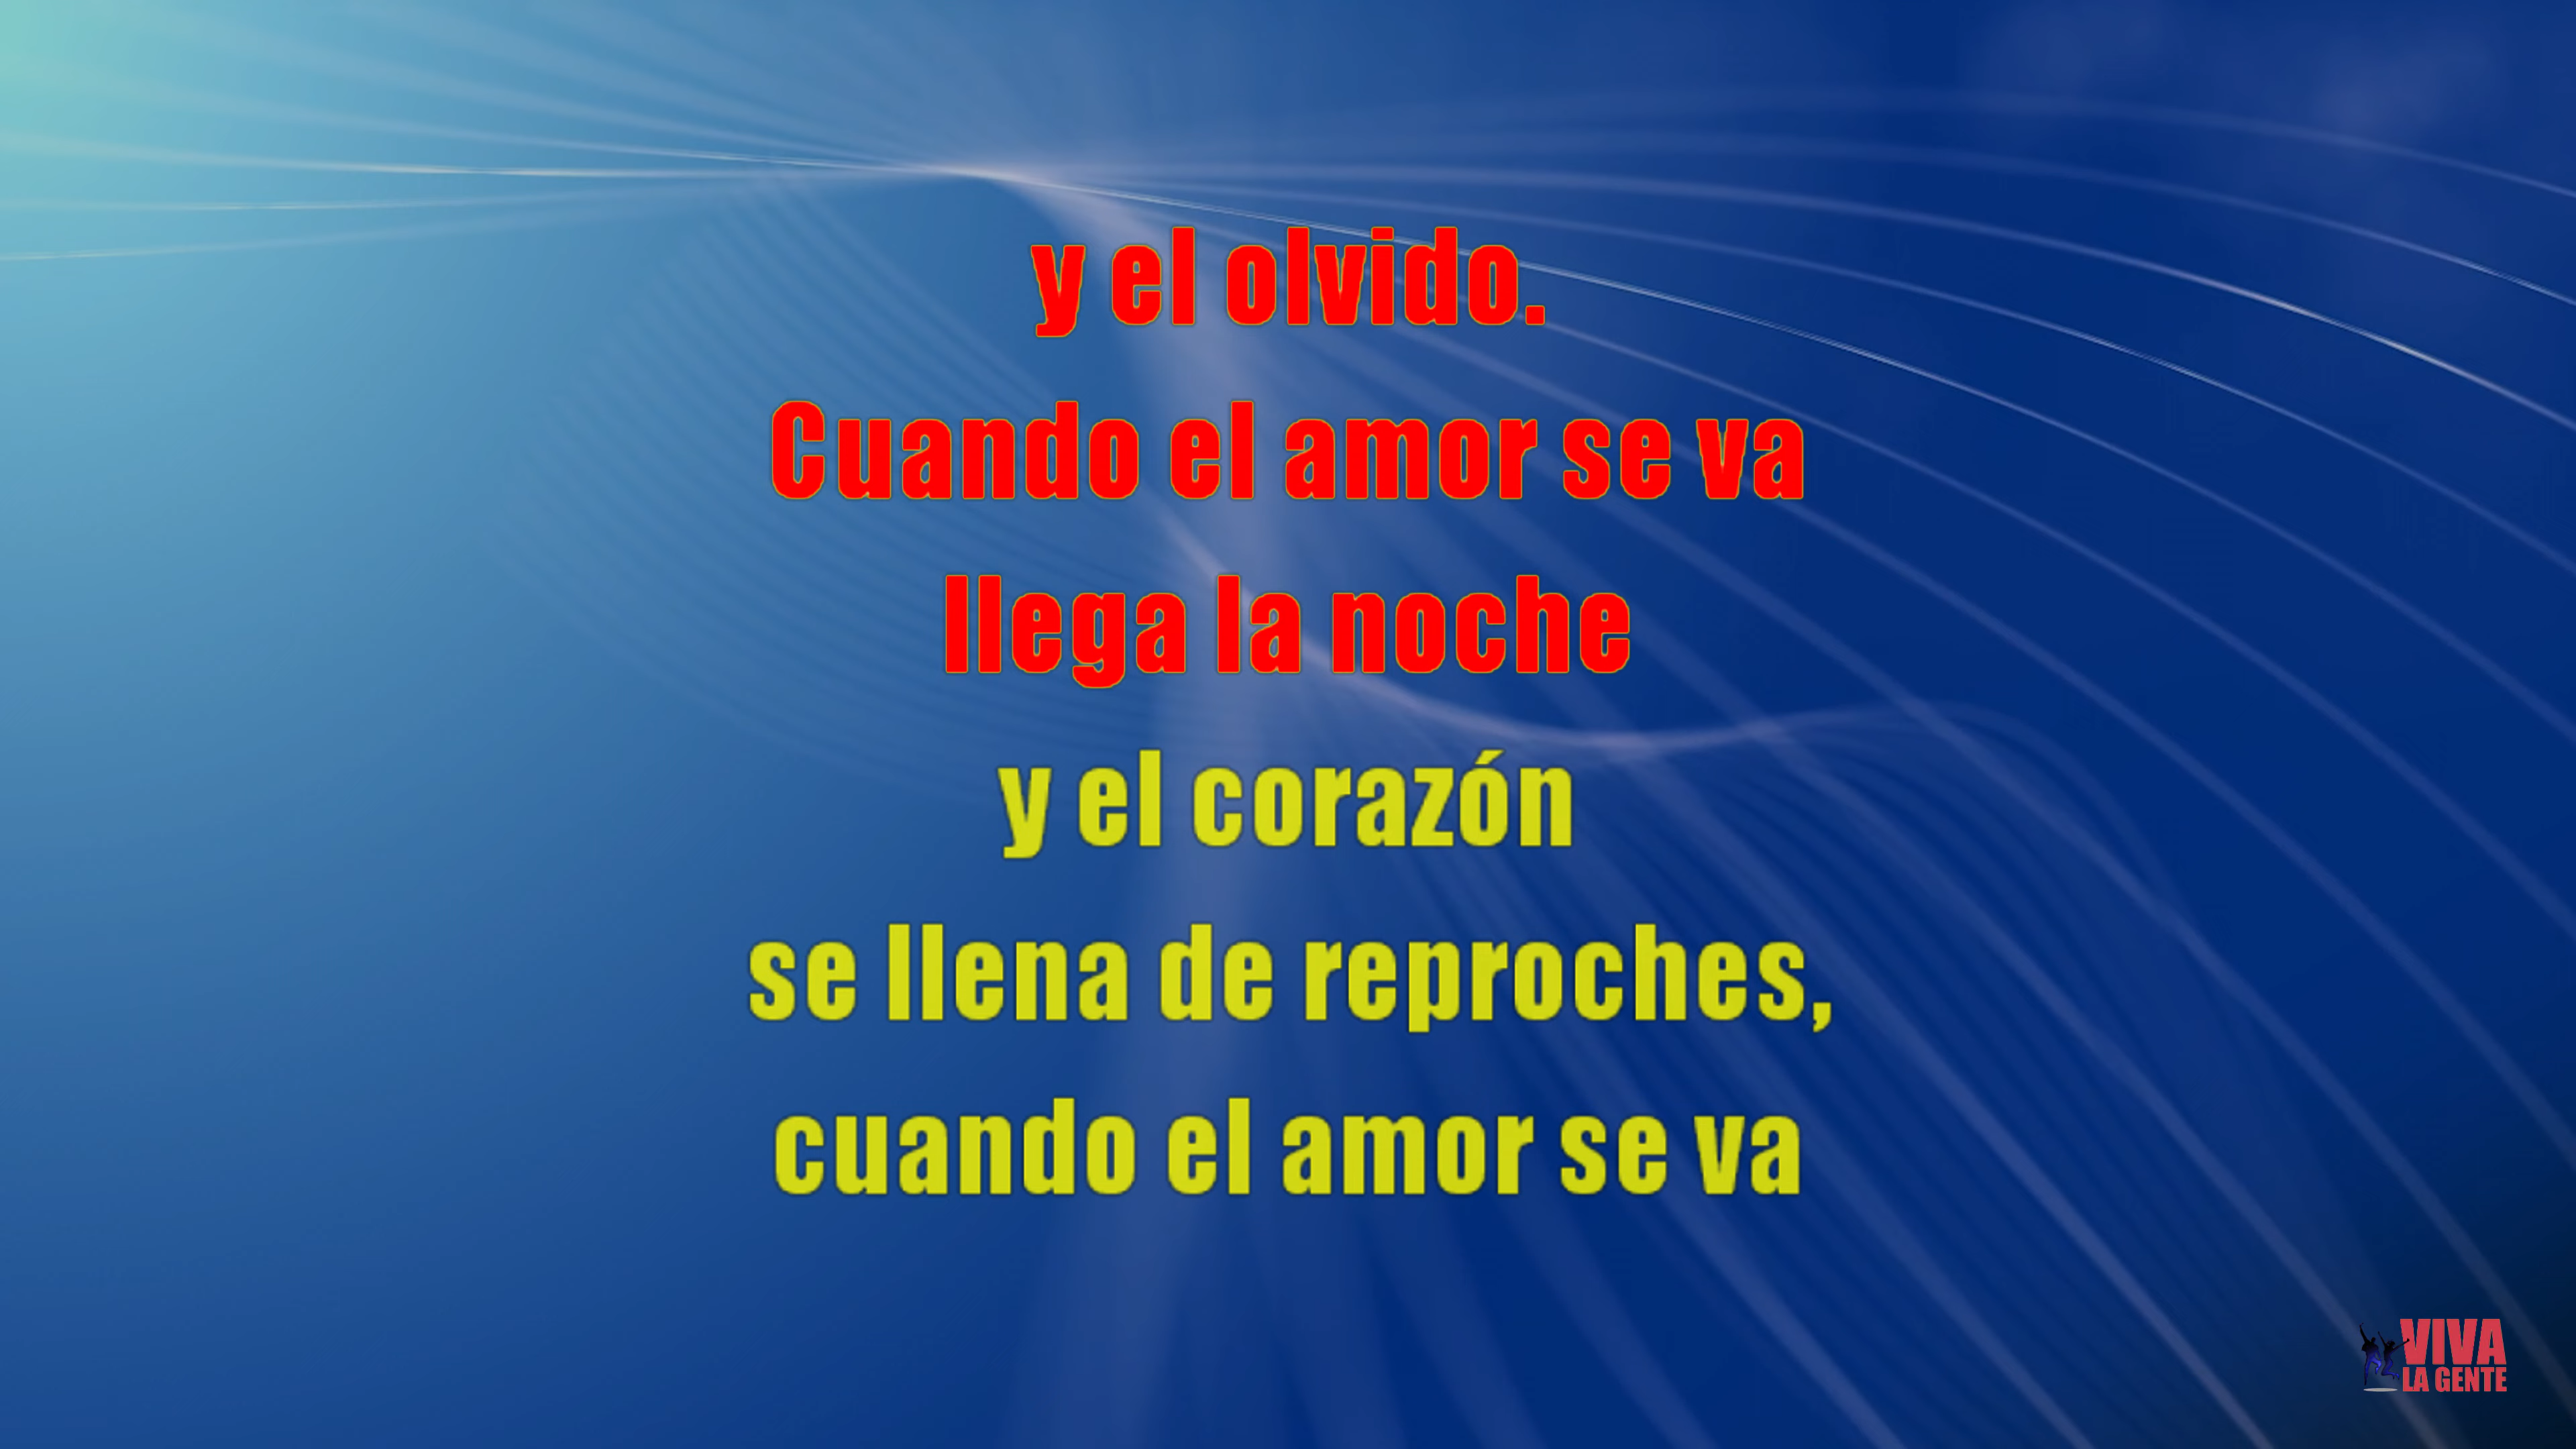 y el olvido.
Cuando el amor se va
llega la noche
y el corazón
se llena de reproches,
cuando el amor se va
VIVA
LA GENTE